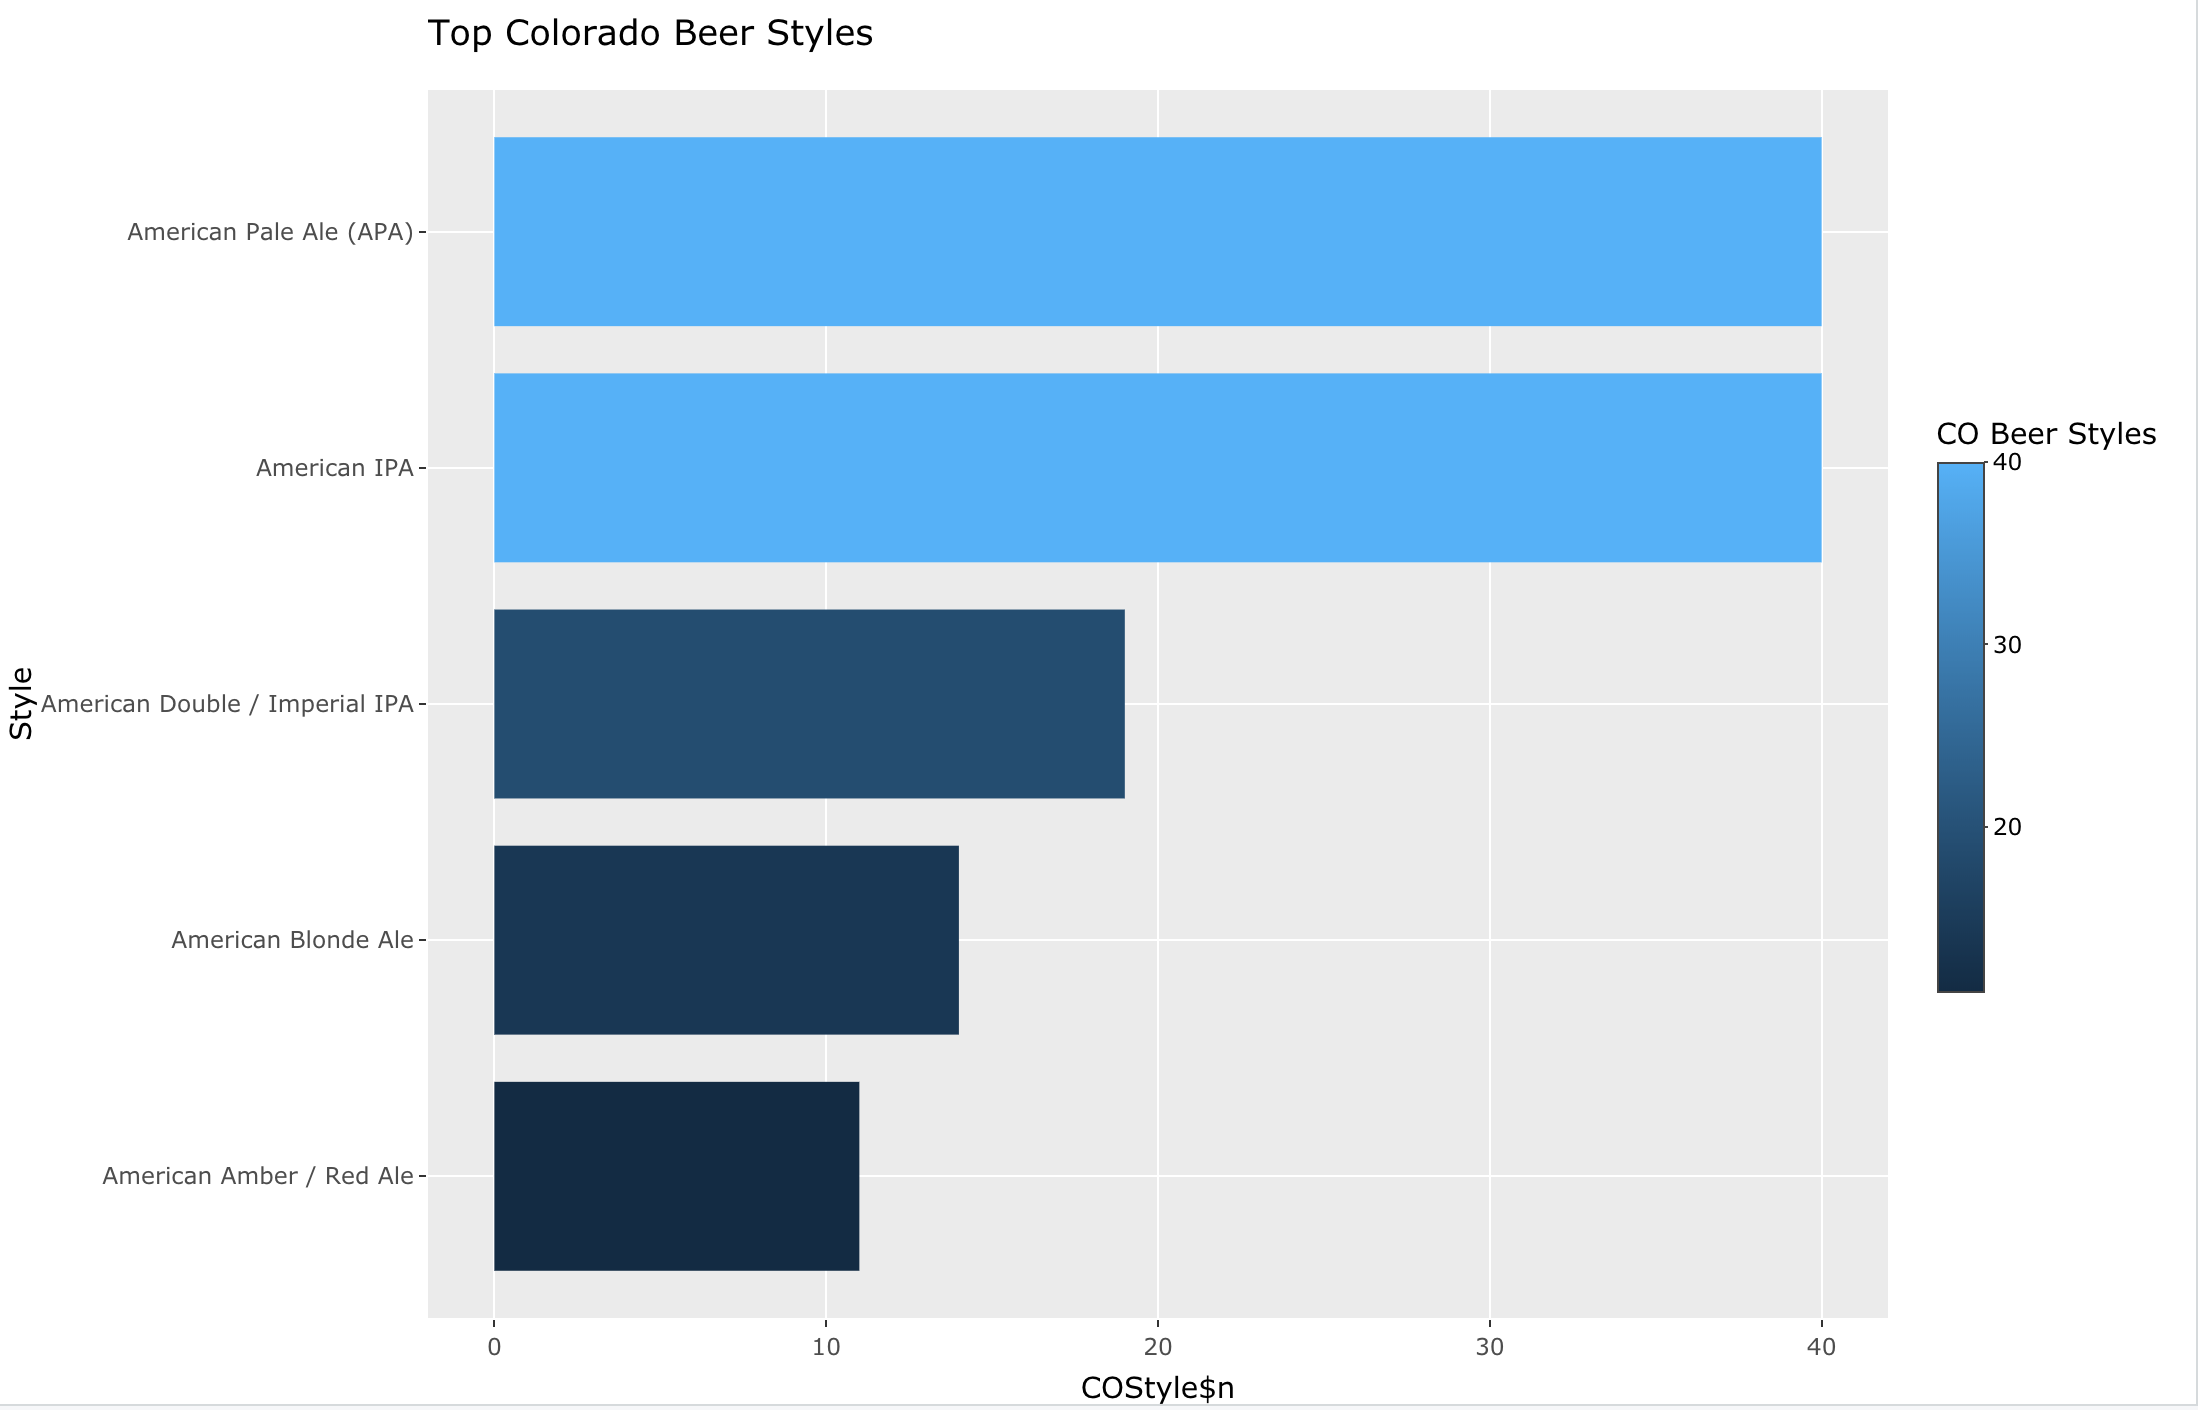 Top Colorado Beer Styles
American Pale Ale (APA)
American IPA
American Double / Imperial IPA
American Blonde Ale
American Amber / Red Ale
Style
0
10
20
30
40
COStyle$n
CO Beer Styles
40
30
20